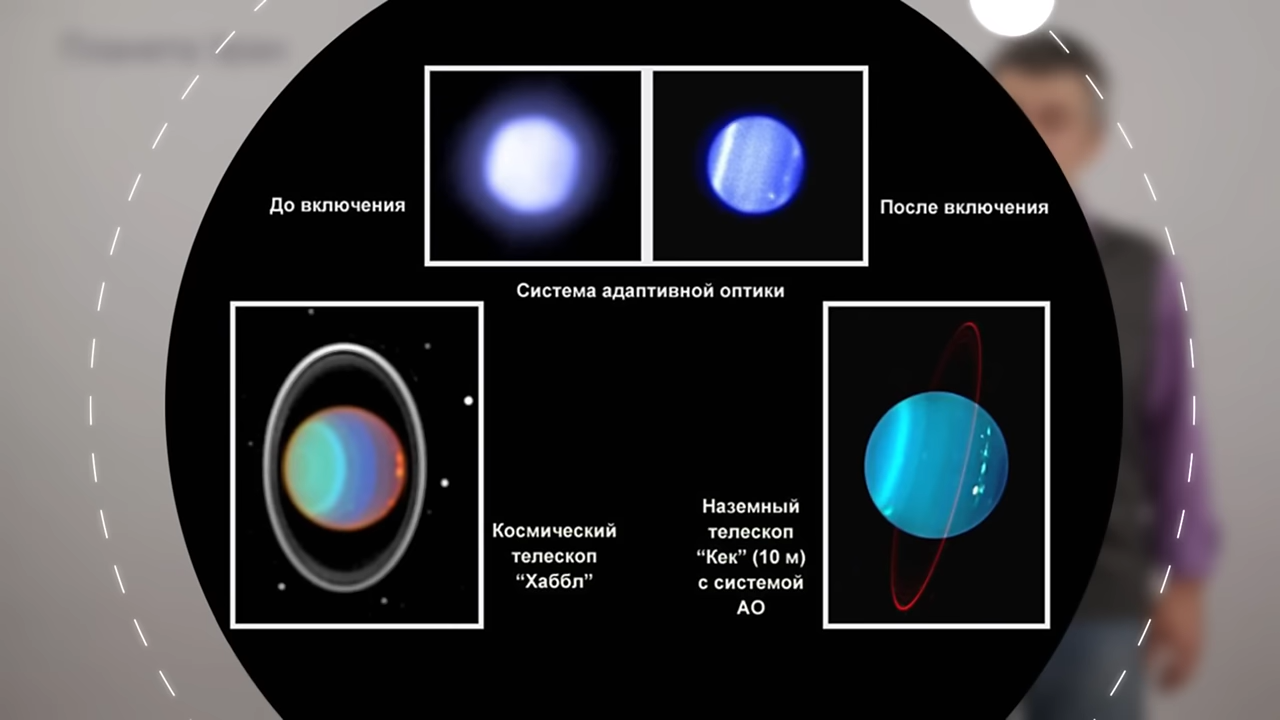 До включения
После включения
Система адаптивной оптики
Космический
телескоп
“Хаббл”
Наземный
телескоп
“Кек” (10 м)
с системой
АО